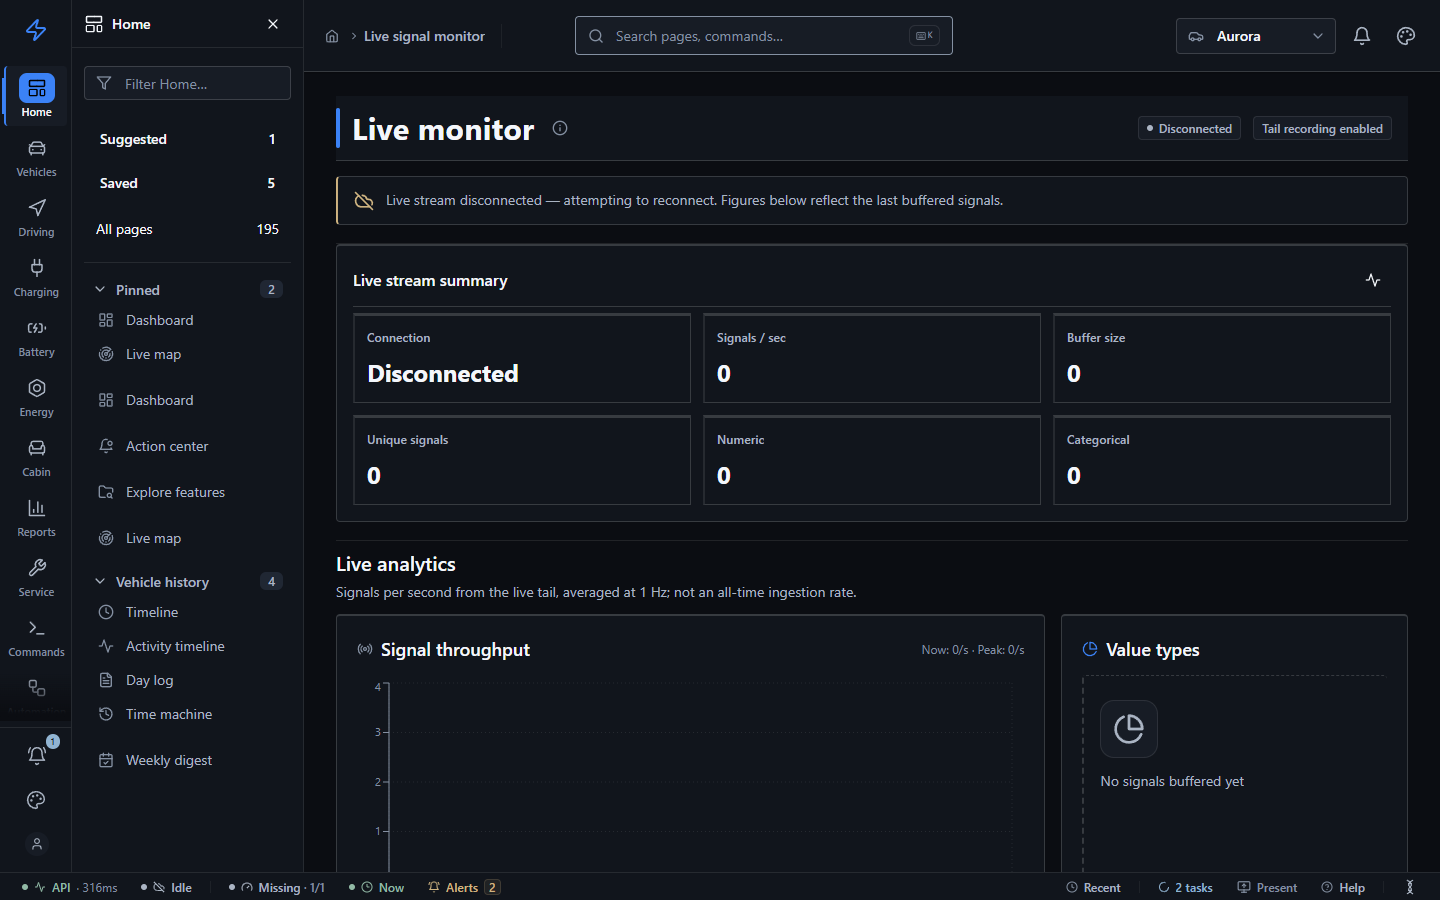 Home
Vehicles
Driving
Charging
Battery
Energy
Cabin
Reports
Service
Commands
1
Home
Filter Home...
Suggested 1
Saved 5
All pages 195
Pinned 2
Dashboard
Live map
Dashboard
Action center
Explore features
Live map
Vehicle history 4
Timeline
Activity timeline
Day log
Time machine
Weekly digest
Live signal monitor
Search pages, commands... K
Aurora
Live monitor
Disconnected
Tail recording enabled
Live stream disconnected — attempting to reconnect. Figures below reflect the last buffered signals.
Live stream summary
Connection
Disconnected
Signals / sec
0
Buffer size
0
Unique signals
0
Numeric
0
Categorical
0
Live analytics
Signals per second from the live tail, averaged at 1 Hz; not an all-time ingestion rate.
Signal throughput
Now: 0/s · Peak: 0/s
4
3
2
1
Value types
No signals buffered yet
API · 316ms
Idle
Missing · 1/1
Now
Alerts 2
Recent
2 tasks
Present
Help